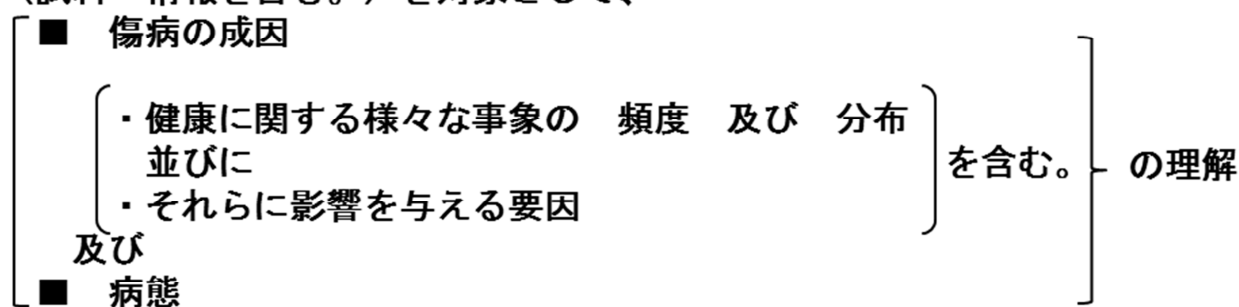 ■ 傷病の成因
・健康に関する様々な事象の 頻度 及び 分布
並びに
を含む。 の理解
・それらに影響を与える要因
及び
■ 病態